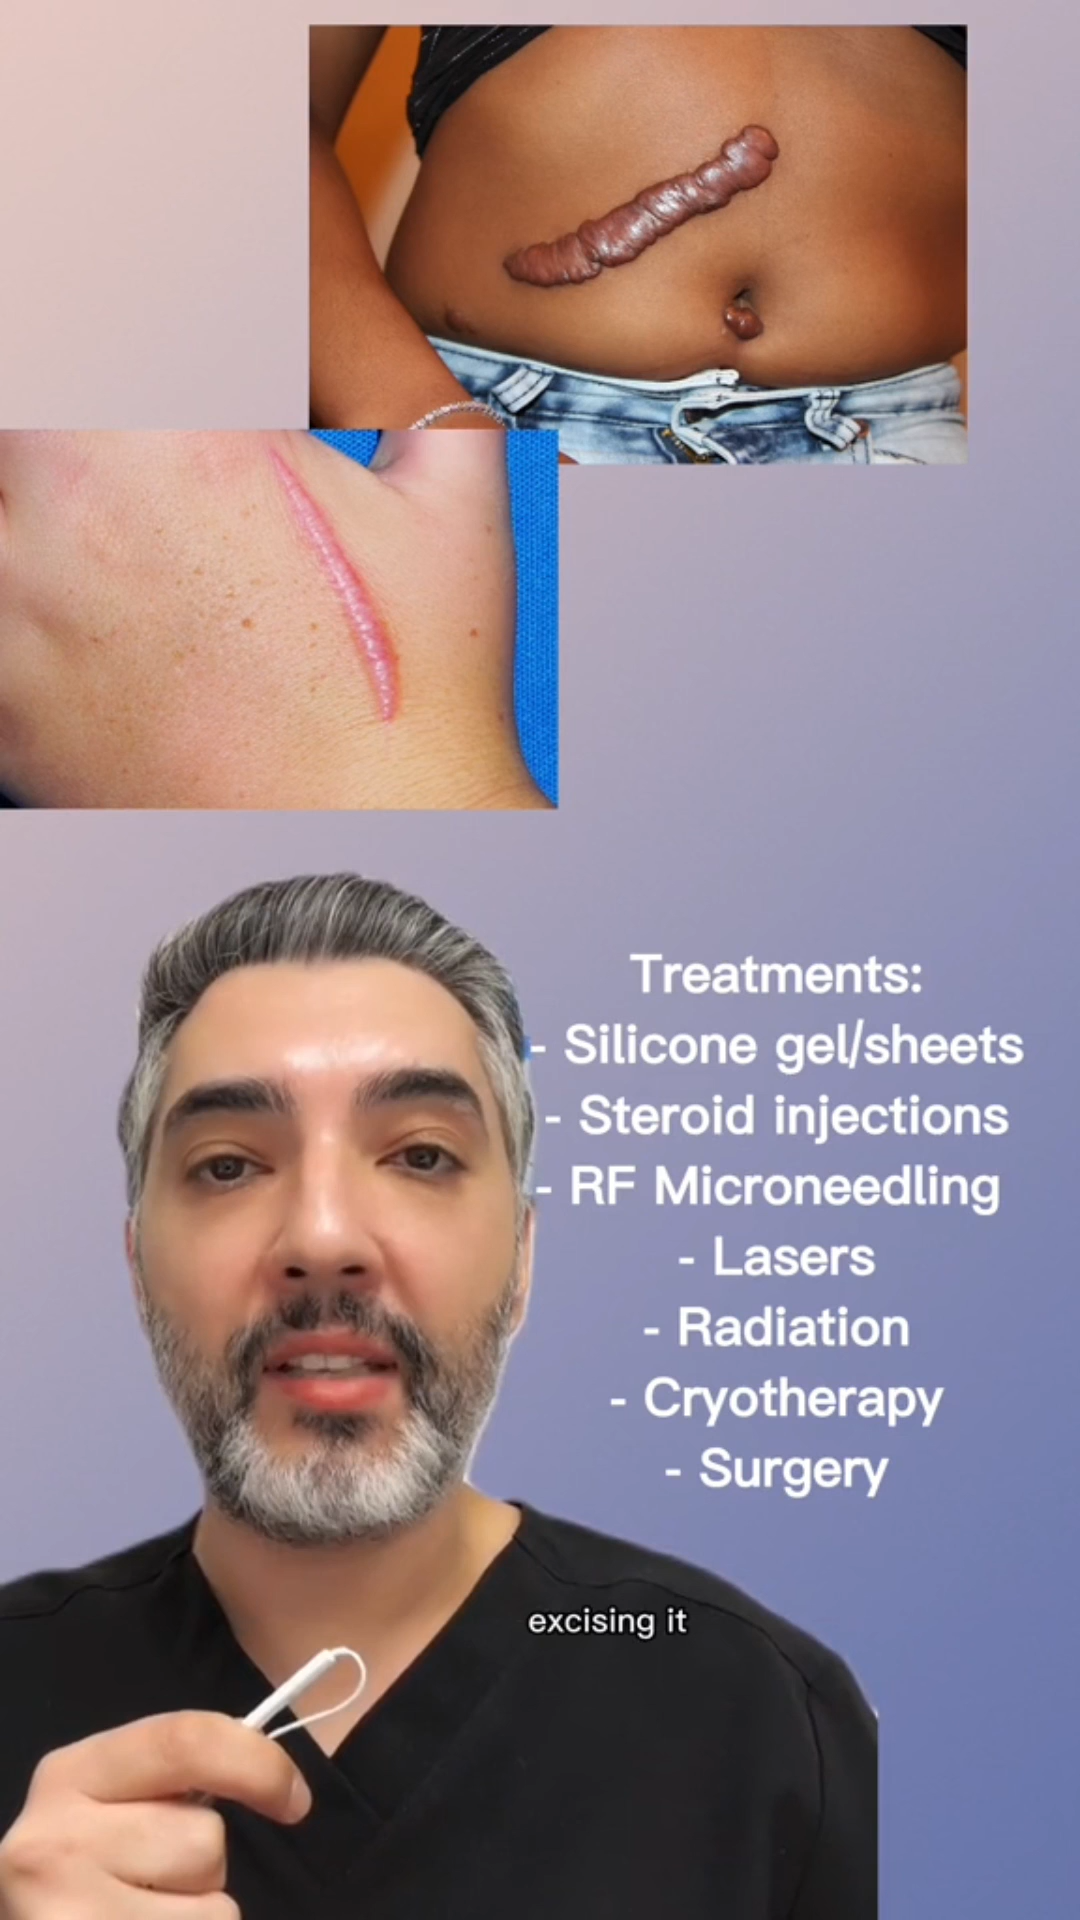 Treatments:
- Silicone gel/sheets
- Steroid injections
- RF Microneedling
- Lasers
- Radiation
- Cryotherapy
- Surgery
excising it